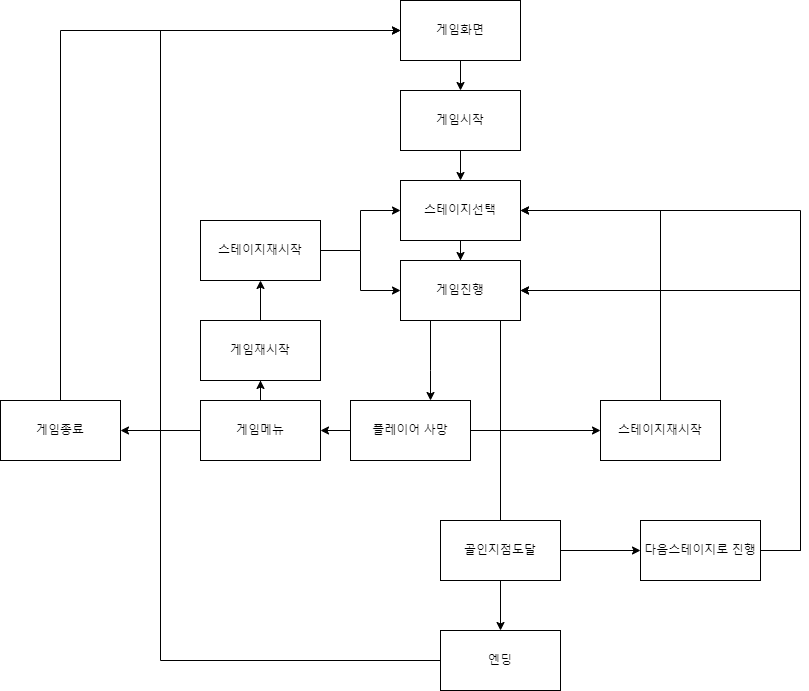 게임화면
게임시작
스테이지선택
스테이지재시작
게임진행
게임재시작
게임종료
게임메뉴
플레이어 사망
스테이지재시작
골인지점도달
다음스테이지로 진행
엔딩